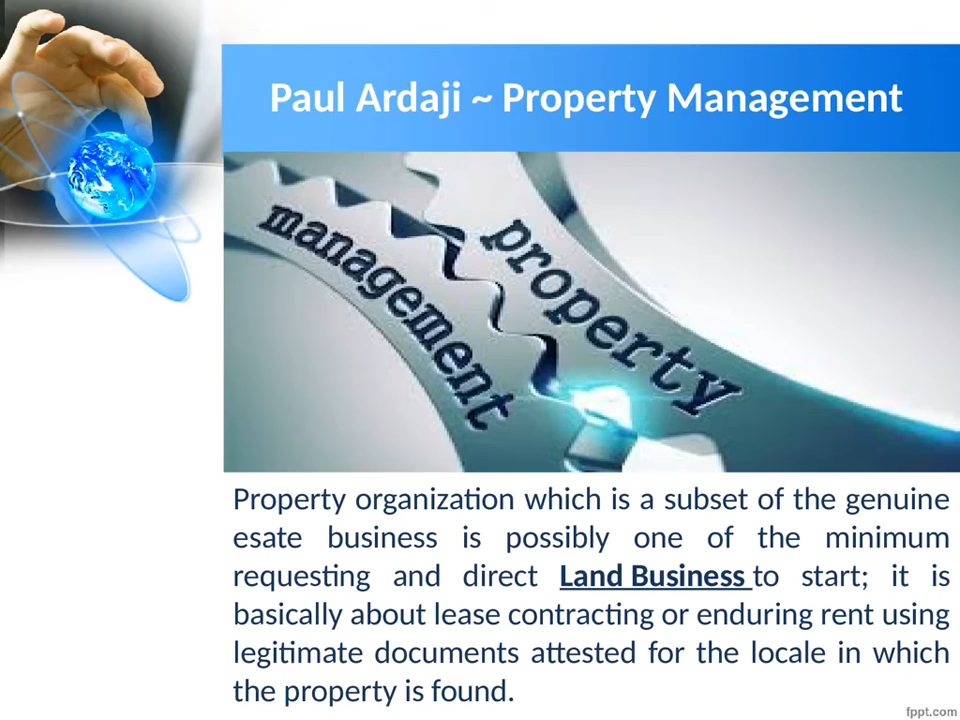 Paul Ardaji ~ Property Management
management
property
Property organization which is a subset of the genuine
esate business is possibly one of the minimum
requesting and direct Land Business to start; it is
basically about lease contracting or enduring rent using
legitimate documents attested for the locale in which
the property is found.
fppt.com